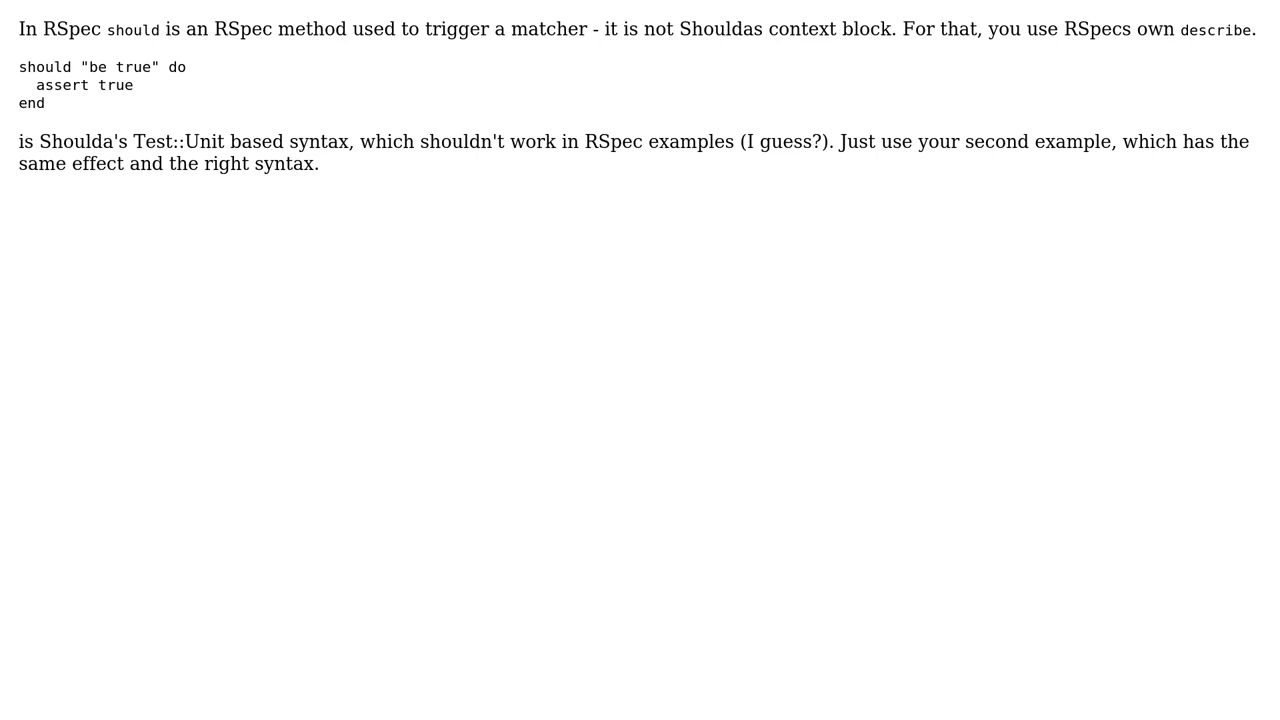 In RSpec should is an RSpec method used to trigger a matcher - it is not Shouldas context block. For that, you use RSpecs own describe.
should "be true" do
  assert true
end
is Shoulda's Test::Unit based syntax, which shouldn't work in RSpec examples (I guess?). Just use your second example, which has the
same effect and the right syntax.